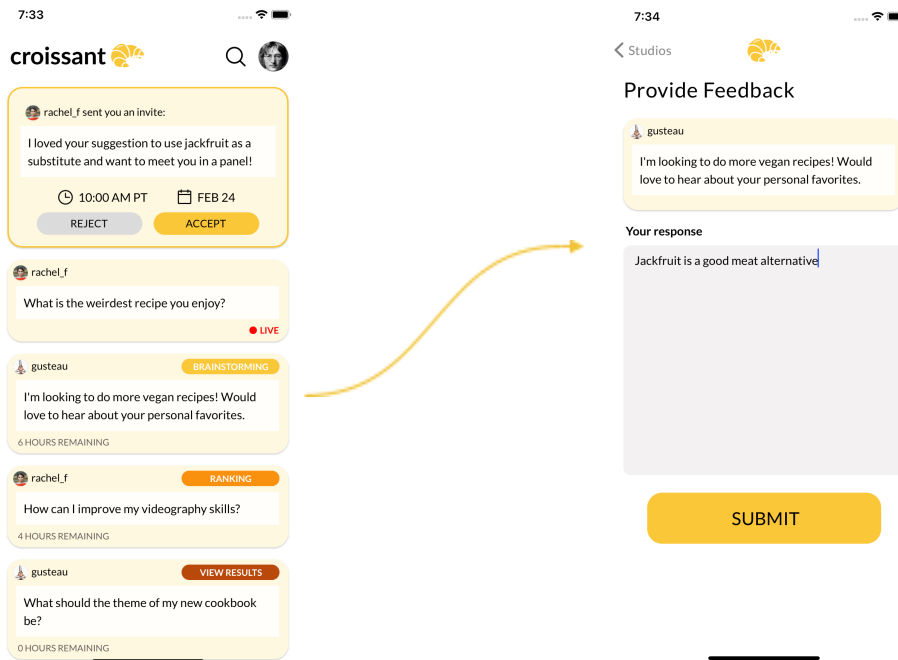 7:33
croissant
rachel_f sent you an invite:
I loved your suggestion to use jackfruit as a
substitute and want to meet you in a panel!
10:00 AM PT FEB 24
REJECT ACCEPT
rachel_f
What is the weirdest recipe you enjoy?
LIVE
gusteau BRAINSTORMING
I'm looking to do more vegan recipes! Would
love to hear about your personal favorites.
6 HOURS REMAINING
rachel_f RANKING
How can I improve my videography skills?
4 HOURS REMAINING
gusteau VIEW RESULTS
What should the theme of my new cookbook
be?
0 HOURS REMAINING
7:34
Studios
Provide Feedback
gusteau
I'm looking to do more vegan recipes! Would
love to hear about your personal favorites.
Your response
Jackfruit is a good meat alternative
SUBMIT